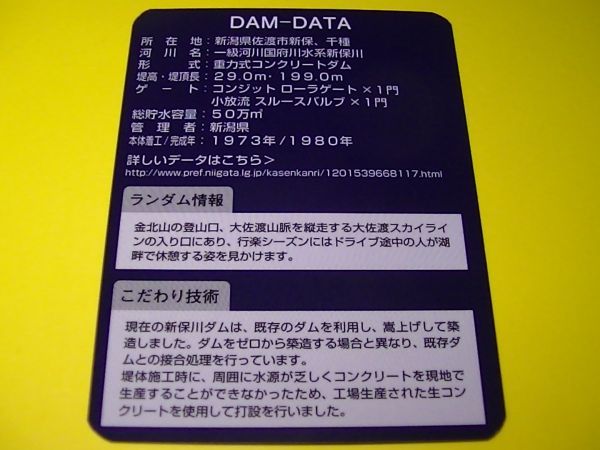 DAM-DATA
所在地:新潟県佐渡市新保、千種
河川名:一級河川国府川水系新保川
形式:重力式コンクリートダム
堤高・堤頂長:29.0m・199.0m
ゲート:コンジット ローラゲート×1門
小放流 スルースバルブ×1門
総貯水容量:50万㎥
管理者:新潟県
本体着工/完成年:1973年/1980年
詳しいデータはこちら>
http://www.pref.niigata.lg.jp/kasenkanri/1201539668117.html
ランダム情報
金北山の登山口、大佐渡山脈を縦走する大佐渡スカイライ
ンの入り口にあり、行楽シーズンにはドライブ途中の人が湖
畔で休憩する姿を見かけます。
こだわり技術
現在の新保川ダムは、既存のダムを利用し、嵩上げして築
造しました。ダムをゼロから築造する場合と異なり、既存ダ
ムとの接合処理を行っています。
堤体施工時に、周囲に水源が乏しくコンクリートを現地で
生産することができなかったため、工場生産された生コン
クリートを使用して打設を行いました。